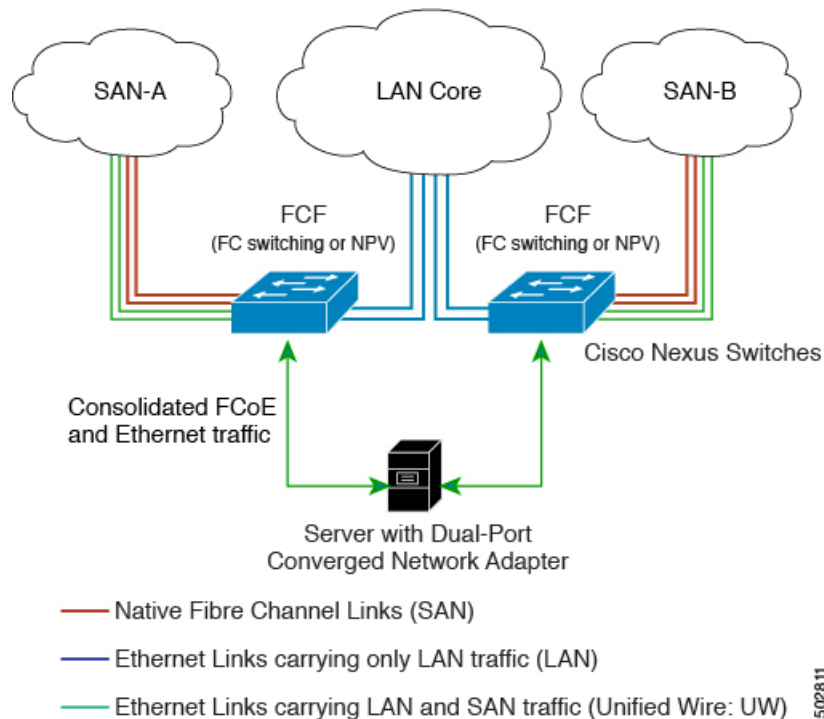 SAN-A
LAN Core
SAN-B
FCF
(FC switching or NPV)
FCF
(FC switching or NPV)
Cisco Nexus Switches
Consolidated FCoE
and Ethernet traffic
Server with Dual-Port
Converged Network Adapter
Native Fibre Channel Links (SAN)
Ethernet Links carrying only LAN traffic (LAN)
Ethernet Links carrying LAN and SAN traffic (Unified Wire: UW)
502811